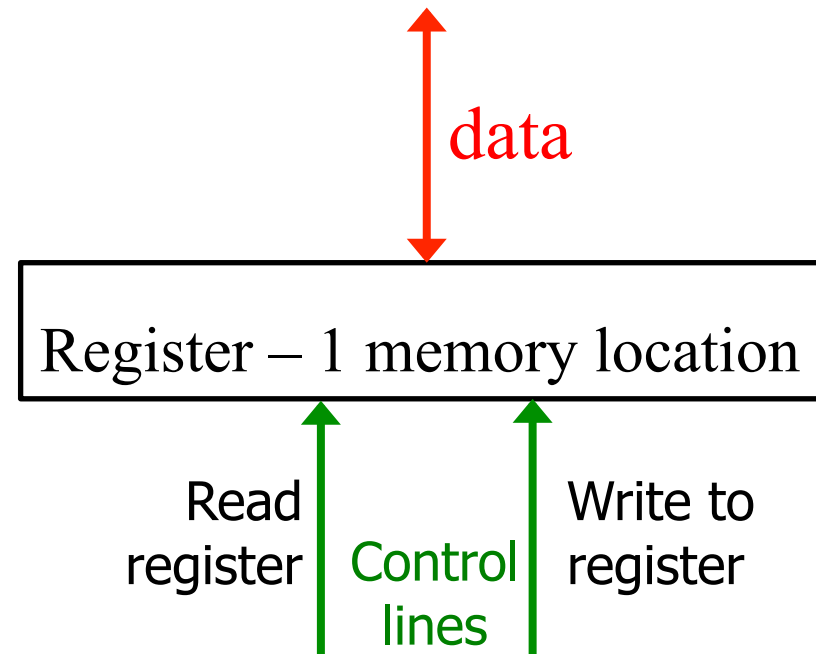 data
Register – 1 memory location
Read
register
Control
lines
Write to
register